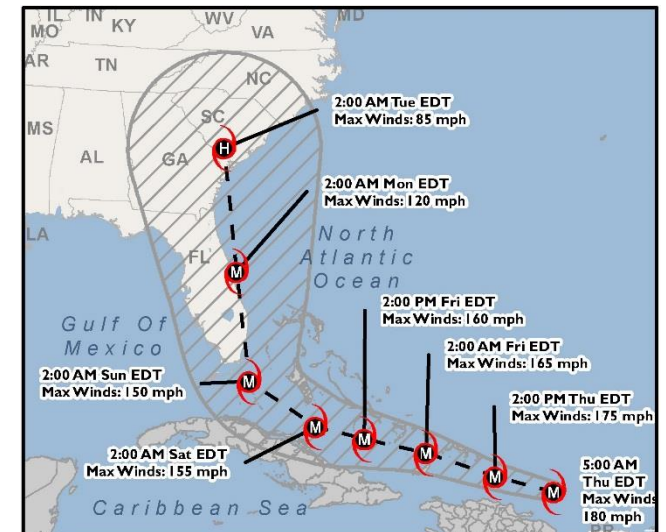 MO
IL
IN
KY
WV
VA
MD
AR
TN
NC
SC
MS
AL
GA
LA
FL
2:00 AM Tue EDT
Max Winds: 85 mph
H
2:00 AM Mon EDT
Max Winds: 120 mph
M
North
Atlantic
Ocean
Gulf Of
Mexico
2:00 PM Fri EDT
Max Winds: 160 mph
2:00 AM Fri EDT
Max Winds: 165 mph
2:00 AM Sun EDT
Max Winds: 150 mph
M
2:00 PM Thu EDT
Max Winds: 175 mph
2:00 AM Sat EDT
Max Winds: 155 mph
M
M
M
M
M
5:00 AM
Thu EDT
Max Winds
180 mph
Caribbean Sea